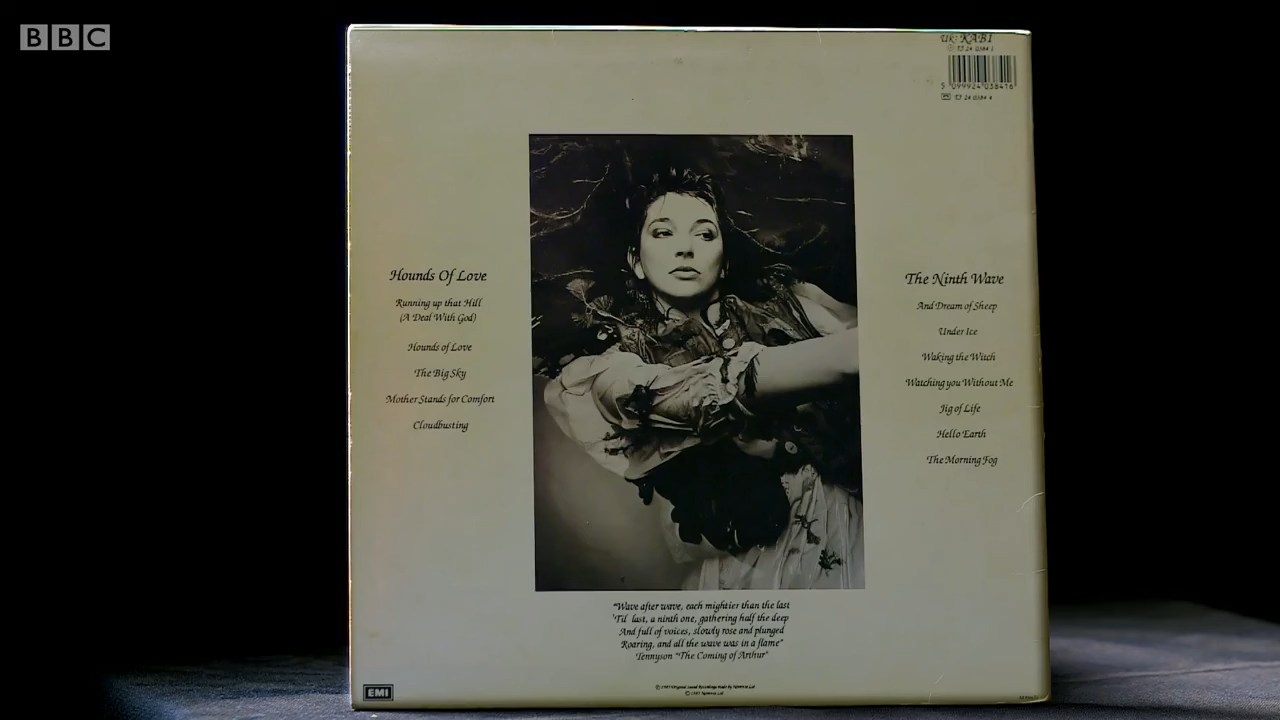 BBC
UK: KAB1
5 099924 038416
Hounds Of Love
Running up that Hill
(A Deal With God)
Hounds of Love
The Big Sky
Mother Stands for Comfort
Cloudbusting
The Ninth Wave
And Dream of Sheep
Under Ice
Waking the Witch
Watching you Without Me
Jig of Life
Hello Earth
The Morning Fog
"Wave after wave, each mightier than the last
'Til last, a ninth one, gathering half the deep
And full of voices, slowly rose and plunged
Roaring, and all the wave was in a flame"
Tennyson "The Coming of Arthur"
EMI